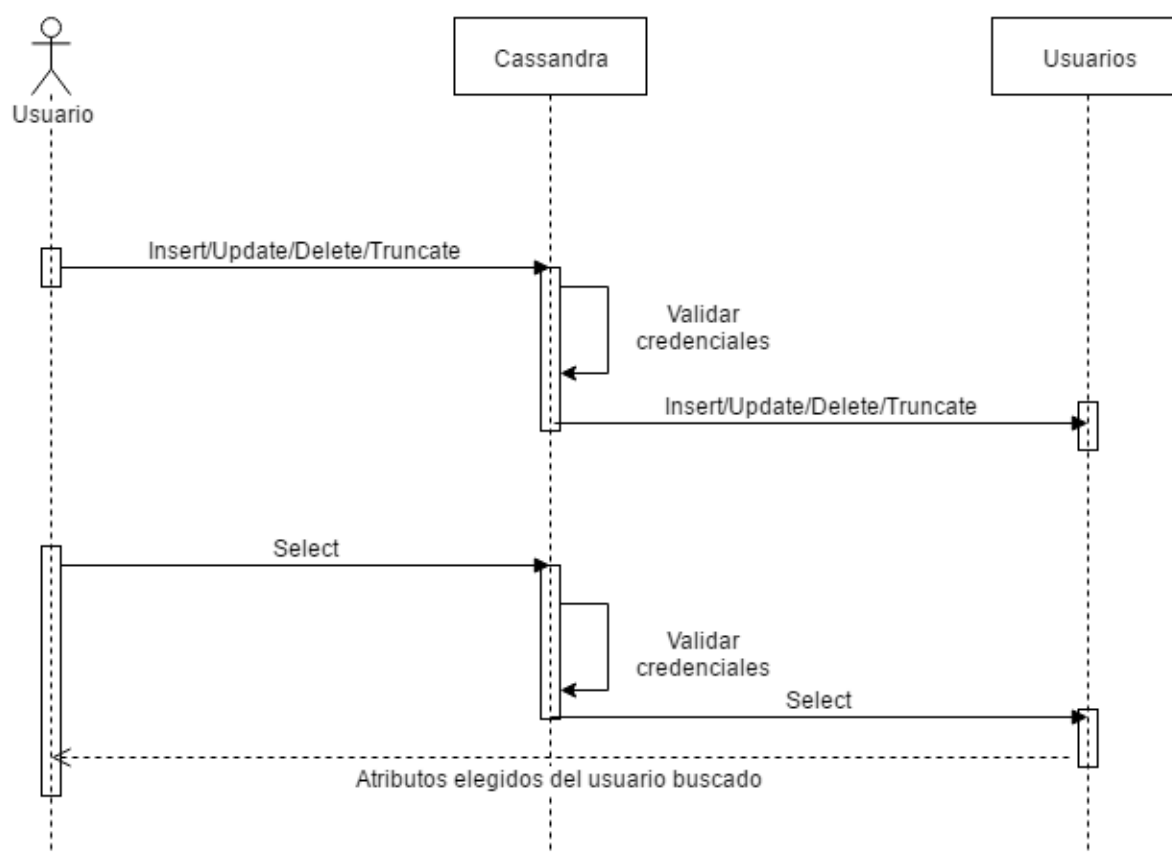 Usuario
Cassandra
Usuarios
Insert/Update/Delete/Truncate
Validar
credenciales
Insert/Update/Delete/Truncate
Select
Validar
credenciales
Select
Atributos elegidos del usuario buscado